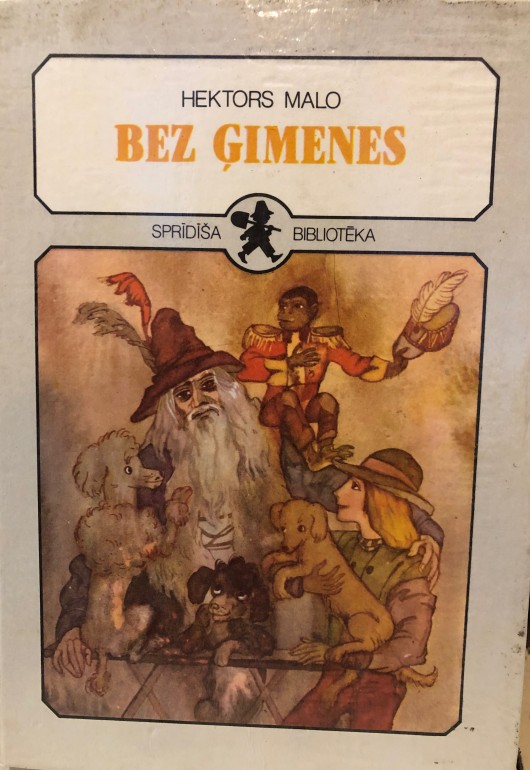 HEKTORS MALO
BEZ ĢIMENES
SPRĪDĪŠA BIBLIOTĒKA